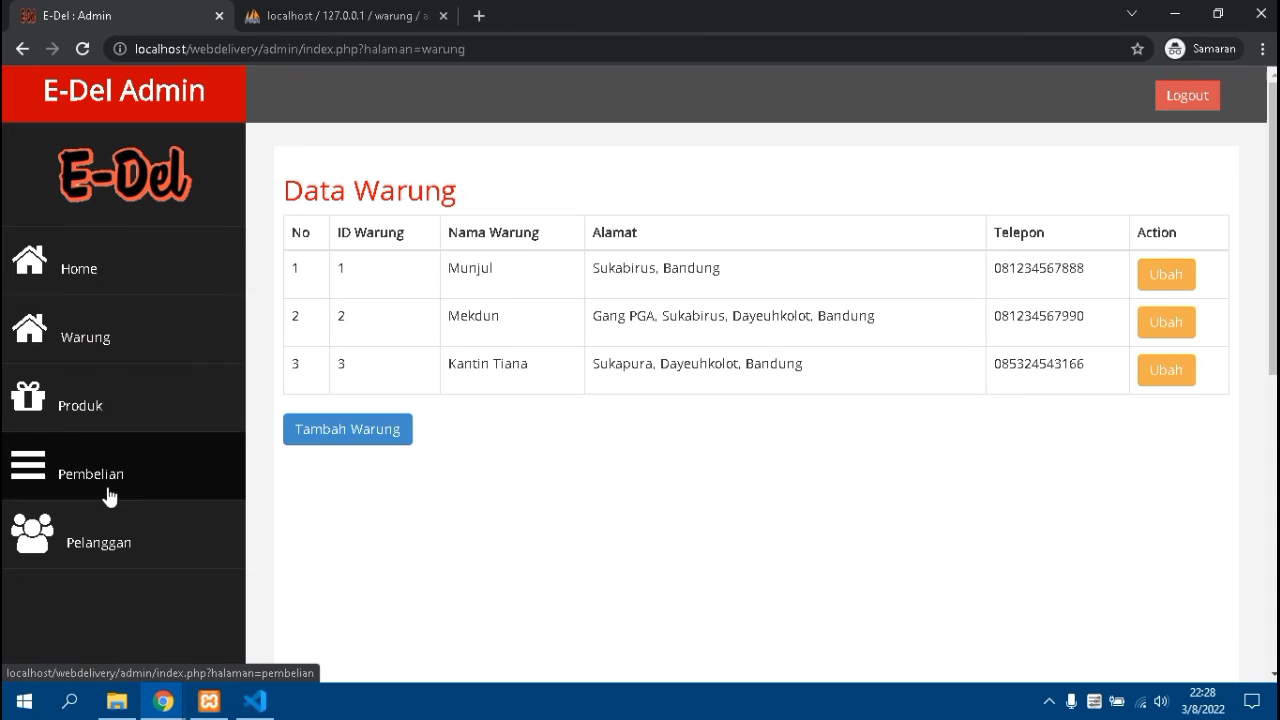 E-Del : Admin
localhost / 127.0.0.1 / warung / a
localhost/webdelivery/admin/index.php?halaman=warung
Samaran
E-Del Admin
Logout
E-Del
Home
Warung
Produk
Pembelian
Pelanggan
Data Warung
No ID Warung Nama Warung Alamat Telepon Action
1 1 Munjul Sukabirus, Bandung 081234567888 Ubah
2 2 Mekdun Gang PGA, Sukabirus, Dayeuhkolot, Bandung 081234567990 Ubah
3 3 Kantin Tiana Sukapura, Dayeuhkolot, Bandung 085324543166 Ubah
Tambah Warung
localhost/webdelivery/admin/index.php?halaman=pembelian
22:28
3/8/2022